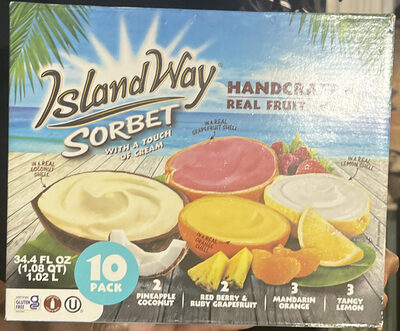 Island Way
SORBET
WITH A TOUCH
OF CREAM
REAL FRUIT
IN A REAL
COCONUT
SHELL
IN A REAL
GRAPEFRUIT SHELL
IN A REAL
LEMON SHELL
IN A REAL
ORANGE
SHELL
34.4 FL OZ
(1.08 QT)
1.02 L
10
PACK
2
PINEAPPLE
COCONUT
2
RED BERRY &
RUBY GRAPEFRUIT
3
MANDARIN
ORANGE
3
TANGY
LEMON
GLUTEN
FREE
U